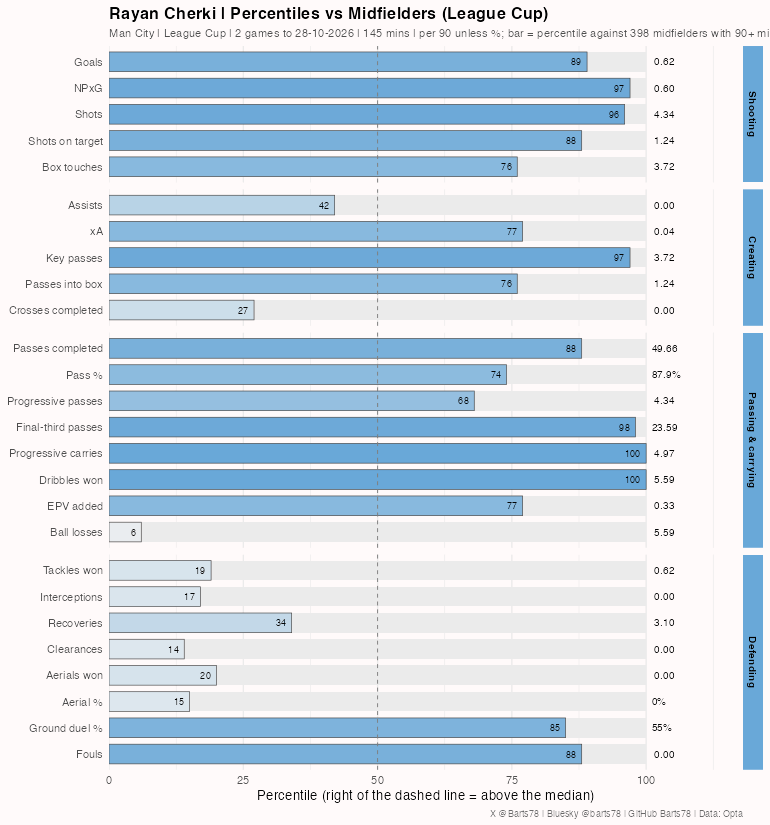 Rayan Cherki | Percentiles vs Midfielders (League Cup)
Man City | League Cup | 2 games to 28-10-2026 | 145 mins | per 90 unless %; bar = percentile against 398 midfielders with 90+ mi
Goals 89 0.62
NPxG 97 0.60
Shots 96 4.34
Shots on target 88 1.24
Box touches 76 3.72
Shooting
Assists 42 0.00
xA 77 0.04
Key passes 97 3.72
Passes into box 76 1.24
Crosses completed 27 0.00
Creating
Passes completed 88 49.66
Pass % 74 87.9%
Progressive passes 68 4.34
Final-third passes 98 23.59
Progressive carries 100 4.97
Dribbles won 100 5.59
EPV added 77 0.33
Ball losses 6 5.59
Passing & carrying
Tackles won 19 0.62
Interceptions 17 0.00
Recoveries 34 3.10
Clearances 14 0.00
Aerials won 20 0.00
Aerial % 15 0%
Ground duel % 85 55%
Fouls 88 0.00
Defending
0 25 50 75 100
Percentile (right of the dashed line = above the median)
X @Barts78 | Bluesky @barts78 | GitHub Barts78 | Data: Opta